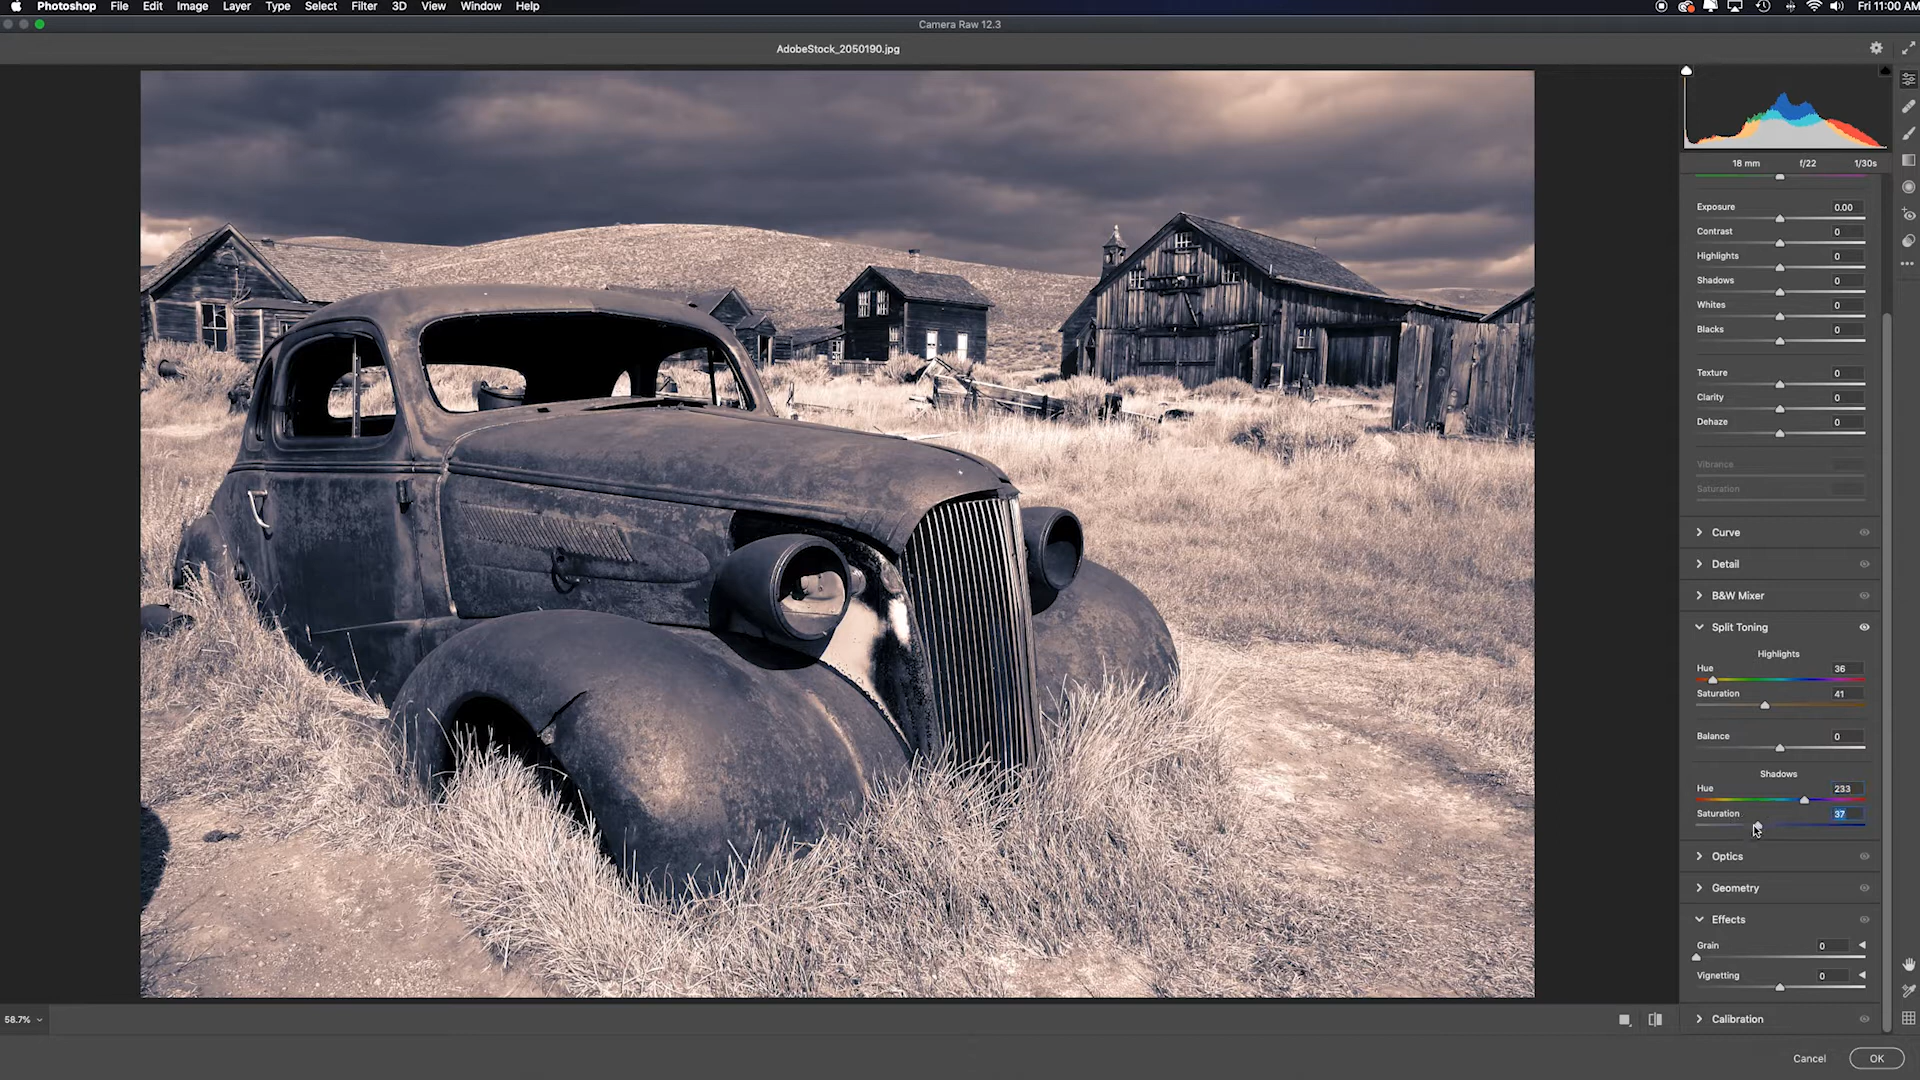 Photoshop File Edit Image Layer Type Select Filter 3D View Window Help Fri 11:00 AM
Camera Raw 12.3
AdobeStock_2050190.jpg
18 mm f/22 1/30s
Exposure 0.00
Contrast 0
Highlights 0
Shadows 0
Whites 0
Blacks 0
Texture 0
Clarity 0
Dehaze 0
Vibrance
Saturation
Curve
Detail
B&W Mixer
Split Toning
Highlights
Hue 36
Saturation 41
Balance 0
Shadows
Hue 233
Saturation 37
Optics
Geometry
Effects
Grain 0
Vignetting 0
58.7%
Calibration
Cancel OK